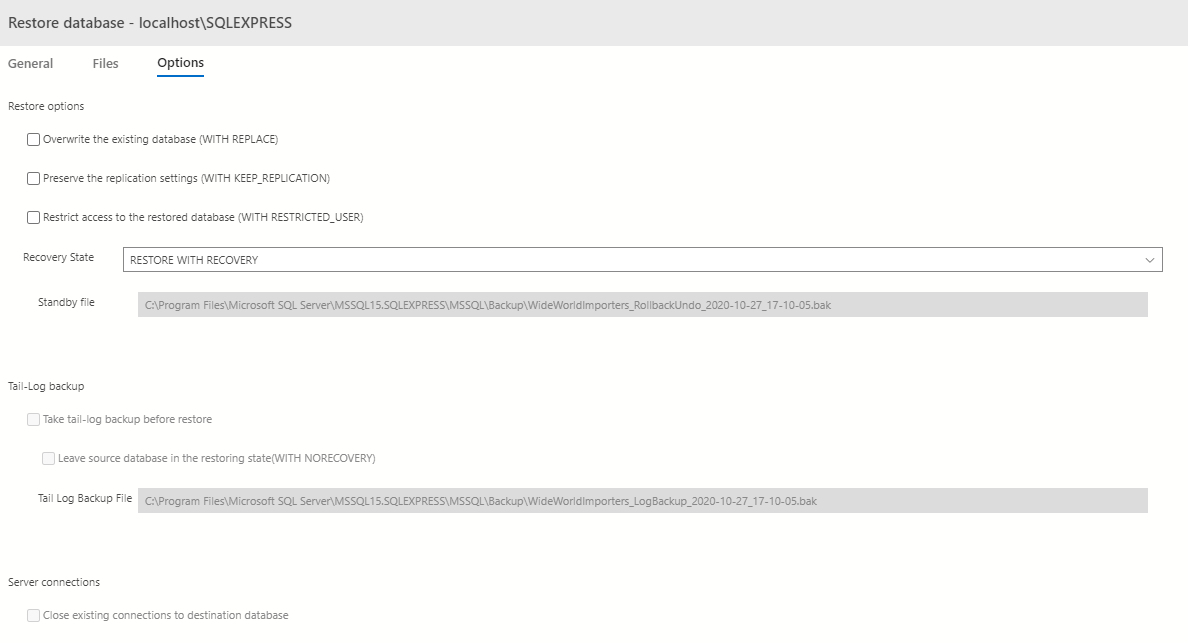 Restore database - localhost\SQLEXPRESS
General Files Options
Restore options
Overwrite the existing database (WITH REPLACE)
Preserve the replication settings (WITH KEEP_REPLICATION)
Restrict access to the restored database (WITH RESTRICTED_USER)
Recovery State RESTORE WITH RECOVERY
Standby file C:\Program Files\Microsoft SQL Server\MSSQL15.SQLEXPRESS\MSSQL\Backup\WideWorldImporters_RollbackUndo_2020-10-27_17-10-05.bak
Tail-Log backup
Take tail-log backup before restore
Leave source database in the restoring state(WITH NORECOVERY)
Tail Log Backup File C:\Program Files\Microsoft SQL Server\MSSQL15.SQLEXPRESS\MSSQL\Backup\WideWorldImporters_LogBackup_2020-10-27_17-10-05.bak
Server connections
Close existing connections to destination database